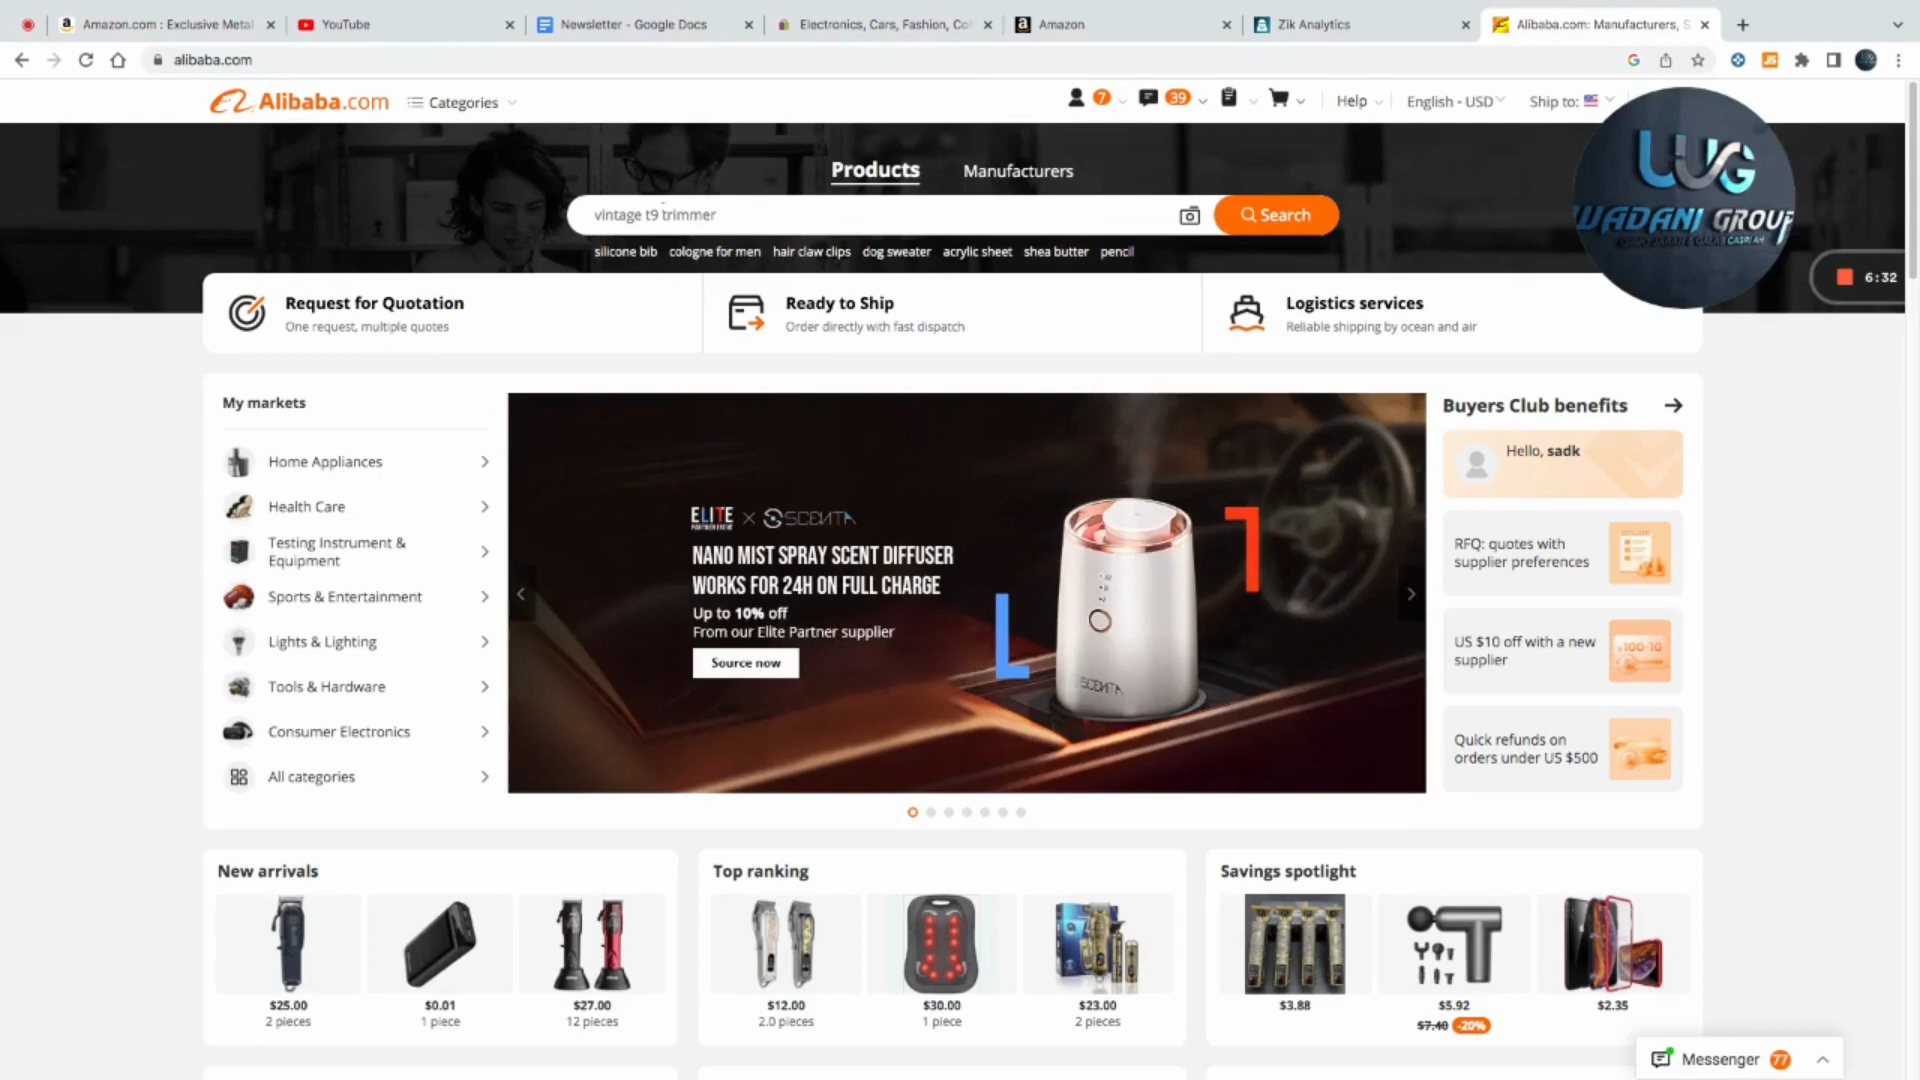 Amazon.com : Exclusive Metal
YouTube
Newsletter - Google Docs
Electronics, Cars, Fashion, Col
Amazon
Zik Analytics
Alibaba.com: Manufacturers, S
alibaba.com
Alibaba.com
Categories
7
39
Help
English - USD
Ship to:
Products
Manufacturers
vintage t9 trimmer
Search
silicone bib cologne for men hair claw clips dog sweater acrylic sheet shea butter pencil
WADANI GROUP
6:32
Request for Quotation
One request, multiple quotes
Ready to Ship
Order directly with fast dispatch
Logistics services
Reliable shipping by ocean and air
My markets
Home Appliances
Health Care
Testing Instrument &
Equipment
Sports & Entertainment
Lights & Lighting
Tools & Hardware
Consumer Electronics
All categories
ELITE
PARTNER EVENT
SCENTA
NANO MIST SPRAY SCENT DIFFUSER
WORKS FOR 24H ON FULL CHARGE
Up to 10% off
From our Elite Partner supplier
Source now
SCENTA
Buyers Club benefits
Hello, sadk
RFQ: quotes with
supplier preferences
US $10 off with a new
supplier
$100-10
Quick refunds on
orders under US $500
New arrivals
$25.00
2 pieces
$0.01
1 piece
$27.00
12 pieces
Top ranking
$12.00
2.0 pieces
$30.00
1 piece
$23.00
2 pieces
Savings spotlight
$3.88
$5.92
$7.40 -20%
$2.35
Messenger 77